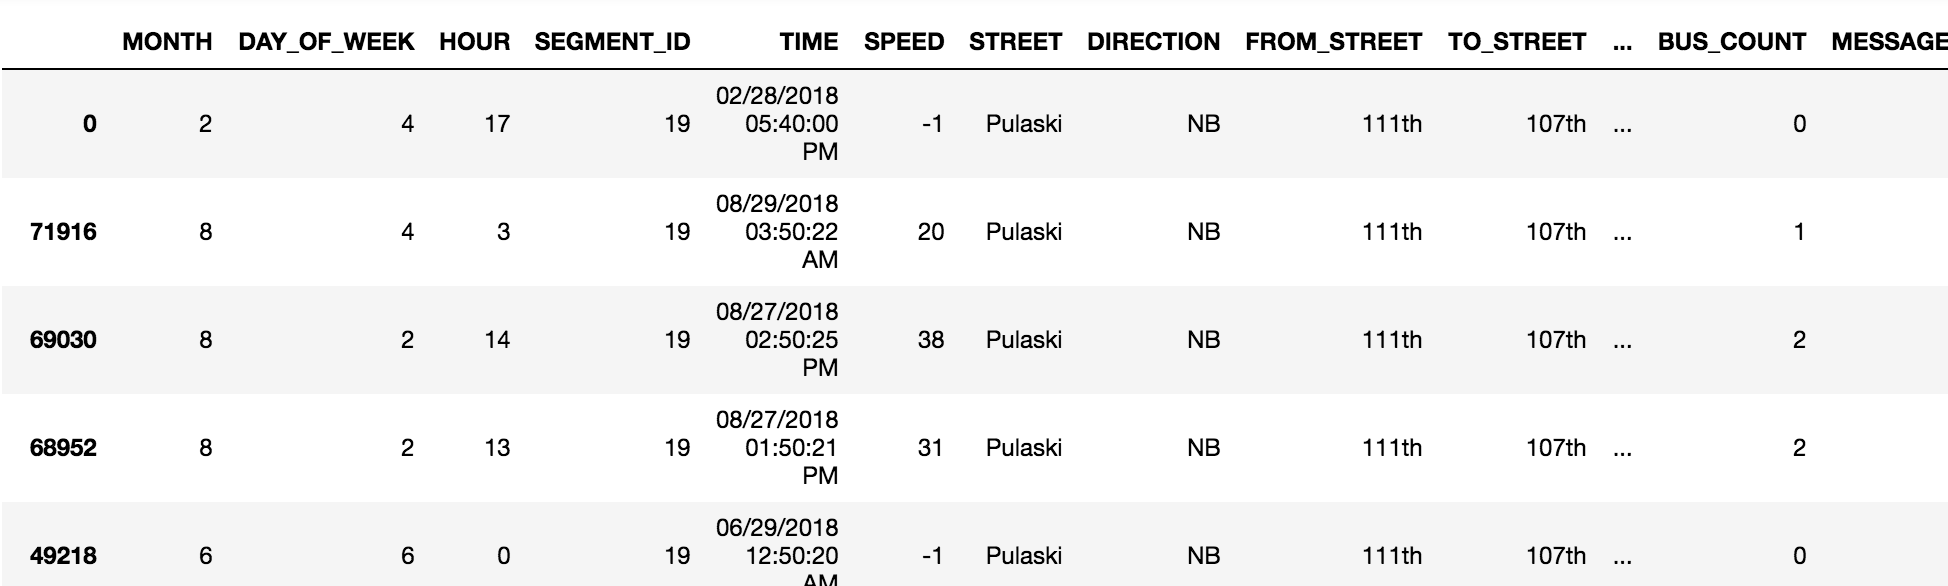 MONTH DAY_OF_WEEK HOUR SEGMENT_ID TIME SPEED STREET DIRECTION FROM_STREET TO_STREET ... BUS_COUNT MESSAGE
02/28/2018
0 2 4 17 19 05:40:00 -1 Pulaski NB 111th 107th ... 0
PM
08/29/2018
71916 8 4 3 19 03:50:22 20 Pulaski NB 111th 107th ... 1
AM
08/27/2018
69030 8 2 14 19 02:50:25 38 Pulaski NB 111th 107th ... 2
PM
08/27/2018
68952 8 2 13 19 01:50:21 31 Pulaski NB 111th 107th ... 2
PM
06/29/2018
49218 6 6 0 19 12:50:20 -1 Pulaski NB 111th 107th ... 0
AM